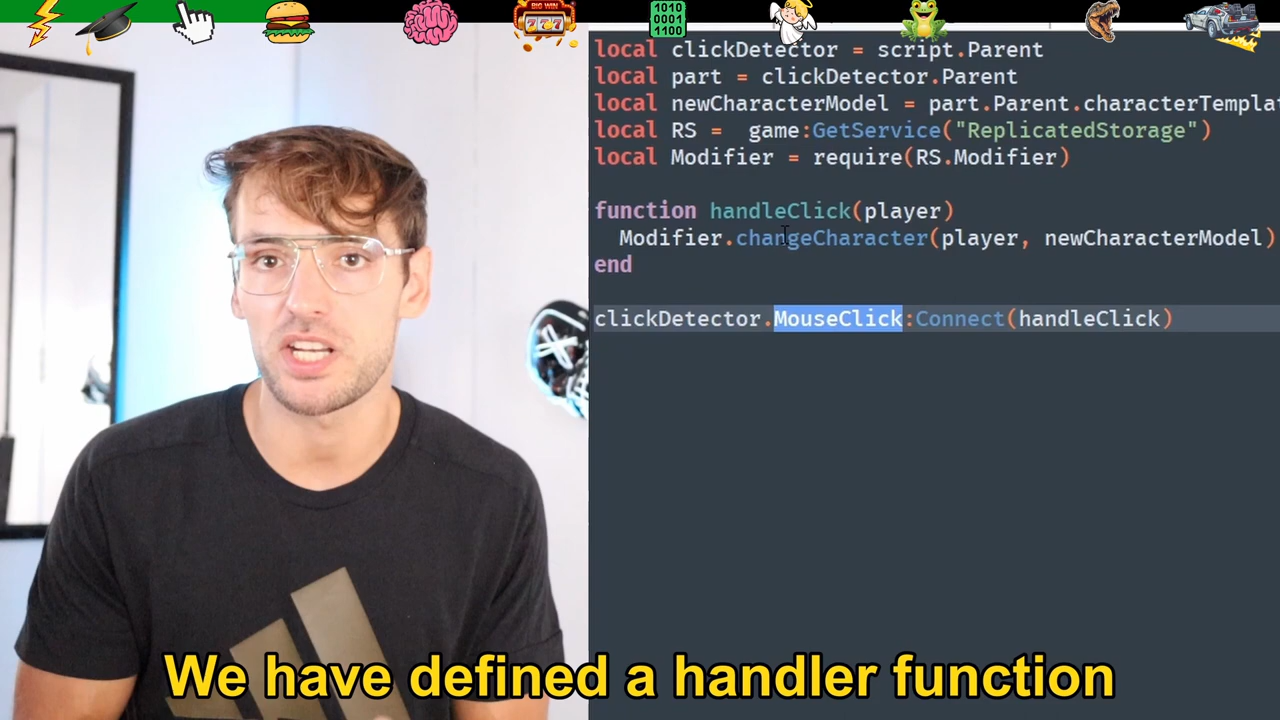 BIG WIN
777
1010
0001
1100
local clickDetector = script.Parent
local part = clickDetector.Parent
local newCharacterModel = part.Parent.characterTempla
local RS =  game:GetService("ReplicatedStorage")
local Modifier = require(RS.Modifier)
function handleClick(player)
  Modifier.changeCharacter(player, newCharacterModel)
end
clickDetector.MouseClick:Connect(handleClick)
We have defined a handler function